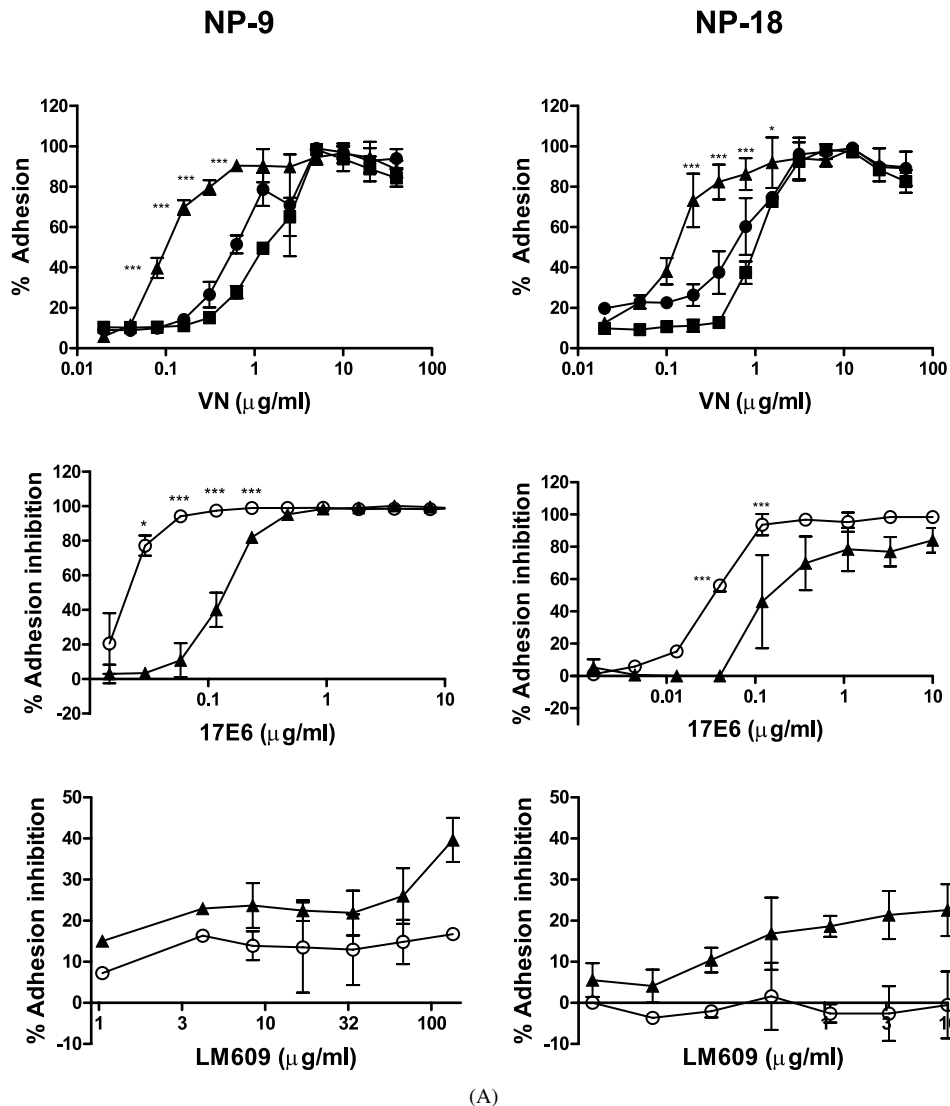 NP-9 NP-18
120
100
80
60
40
20
0
% Adhesion
***
***
***
***
0.01 0.1 1 10 100
VN (μg/ml)
120
100
80
60
40
20
0
% Adhesion
*** *** *** *
0.01 0.1 1 10 100
VN (μg/ml)
120
100
80
60
40
20
0
-20
% Adhesion inhibition
* *** *** ***
0.1 1 10
17E6 (μg/ml)
120
100
80
60
40
20
0
-20
% Adhesion inhibition
*** ***
0.01 0.1 1 10
17E6 (μg/ml)
50
40
30
20
10
0
-10
% Adhesion inhibition
1 3 10 32 100
LM609 (μg/ml)
50
40
30
20
10
0
-10
% Adhesion inhibition
1 3 10
LM609 (μg/ml)
(A)